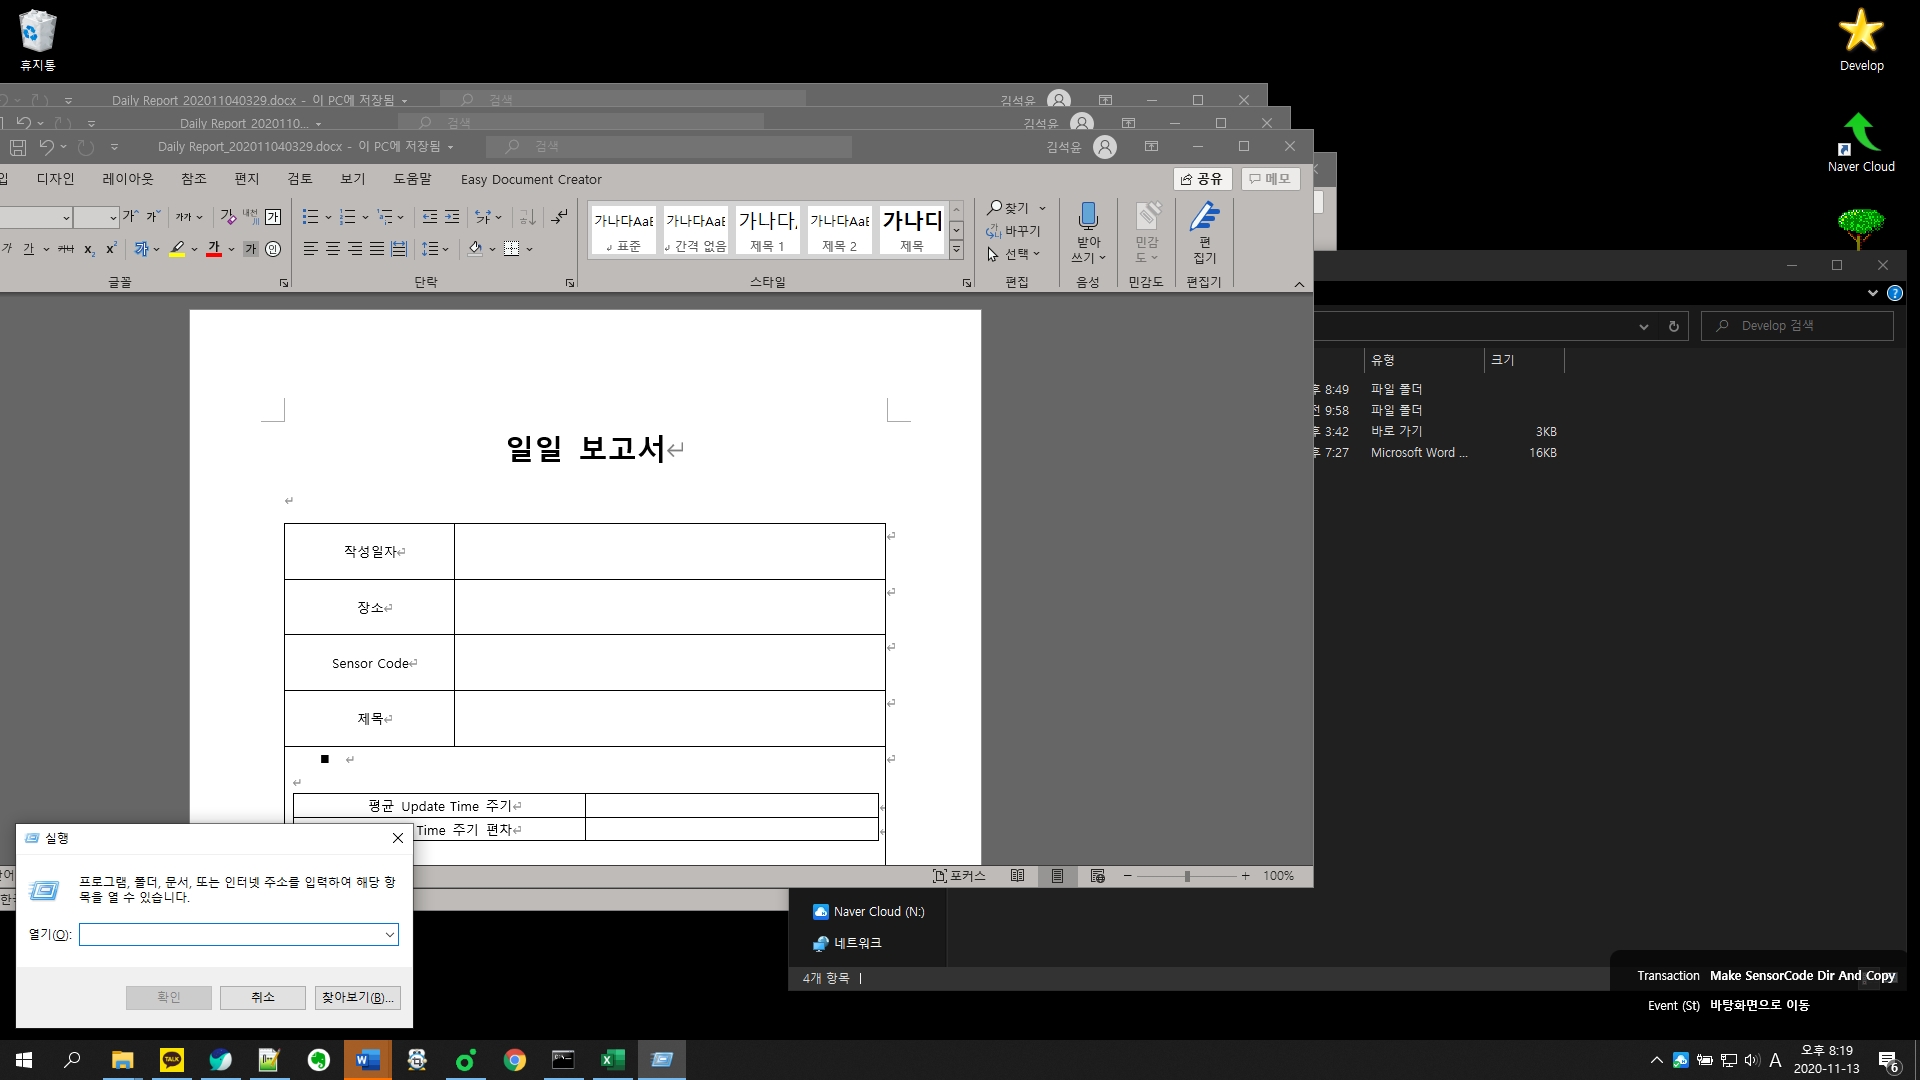 휴지통
Develop
Naver Cloud
Daily Report_202011040329.docx - 이 PC에 저장됨
검색
김석윤
Daily Report 2020110...
검색
김석윤
Daily Report_202011040329.docx - 이 PC에 저장됨
검색
김석윤
디자인 레이아웃 참조 편지 검토 보기 도움말 Easy Document Creator
공유 메모
가나다AaB 가나다AaB 가나다 가나다AaB 가나다
표준 간격 없음 제목 1 제목 2 제목
찾기
바꾸기
선택
받아
쓰기
민감
도
편
집기
글꼴 단락 스타일 편집 음성 민감도 편집기
Develop 검색
유형 크기
8:49 파일 폴더
9:58 파일 폴더
3:42 바로 가기 3KB
7:27 Microsoft Word ... 16KB
일일 보고서
작성일자
장소
Sensor Code
제목
평균 Update Time 주기
Time 주기 편차
포커스
100%
실행
프로그램, 폴더, 문서, 또는 인터넷 주소를 입력하여 해당 항
목을 열 수 있습니다.
열기(O):
확인 취소 찾아보기(B)...
Naver Cloud (N:)
네트워크
4개 항목
Transaction Make SensorCode Dir And Copy
Event (St) 바탕화면으로 이동
TALK
A
오후 8:19
2020-11-13
6